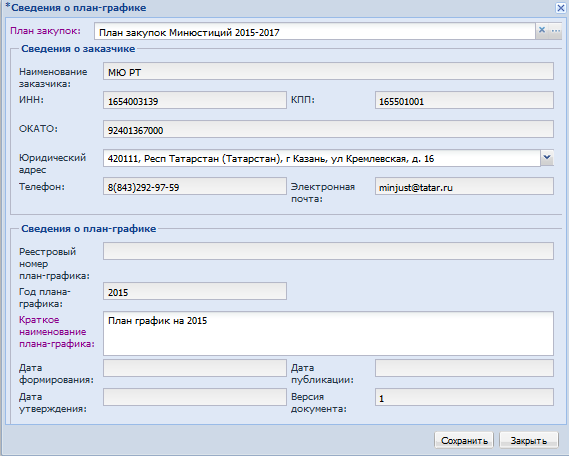 *Сведения о план-графике
План закупок: План закупок Минюстиций 2015-2017
Сведения о заказчике
Наименование заказчика: МЮ РТ
ИНН: 1654003139 КПП: 165501001
ОКАТО: 92401367000
Юридический адрес 420111, Респ Татарстан (Татарстан), г Казань, ул Кремлевская, д. 16
Телефон: 8(843)292-97-59 Электронная почта: minjust@tatar.ru
Сведения о план-графике
Реестровый номер план-графика:
Год плана-графика: 2015
Краткое наименование плана-графика: План график на 2015
Дата формирования: Дата публикации:
Дата утверждения: Версия документа: 1
Сохранить Закрыть